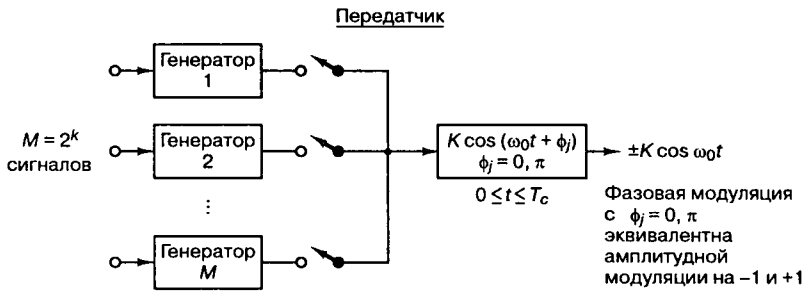 Передатчик
Генератор
1
M = 2^k
сигналов
Генератор
2
⋮
Генератор
M
K cos (ω₀t + ϕⱼ)
ϕⱼ = 0, π
0 ≤ t ≤ T_c
±K cos ω₀t
Фазовая модуляция
с ϕⱼ = 0, π
эквивалентна
амплитудной
модуляции на –1 и +1